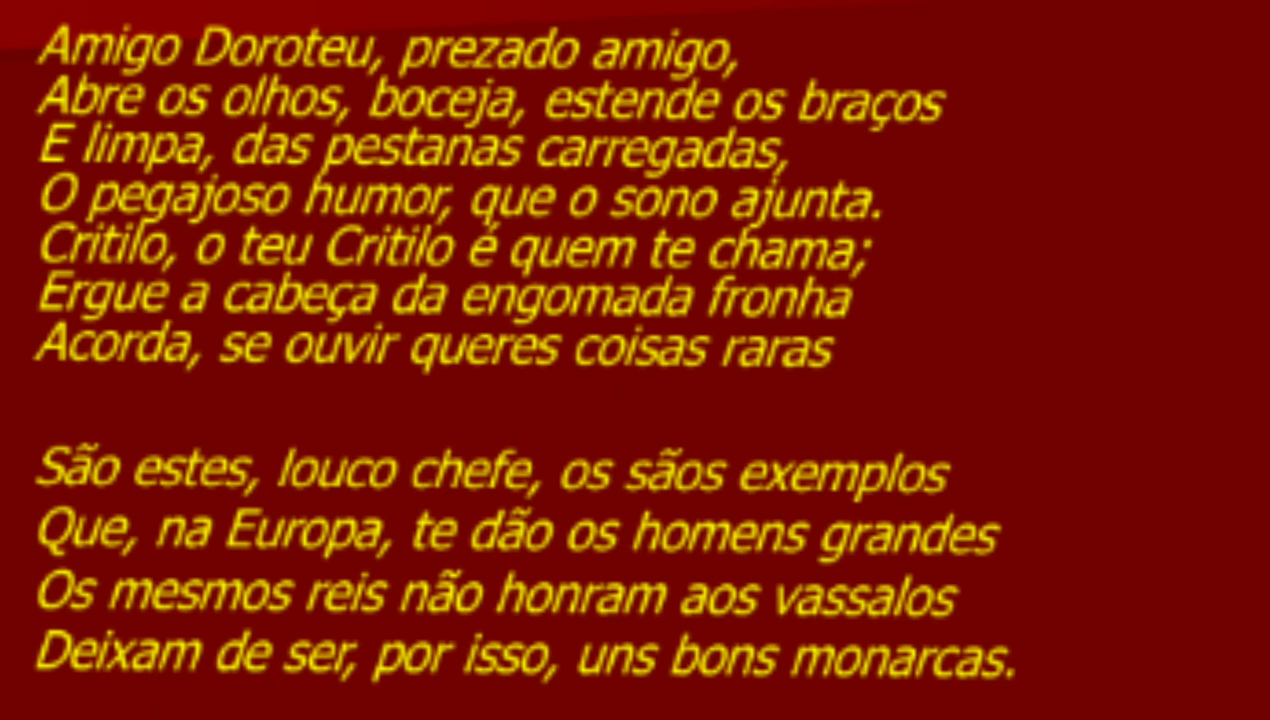 Amigo Doroteu, prezado amigo,
Abre os olhos, boceja, estende os braços
E limpa, das pestanas carregadas,
O pegajoso humor, que o sono ajunta.
Critilo, o teu Critilo é quem te chama;
Ergue a cabeça da engomada fronha
Acorda, se ouvir queres coisas raras
São estes, louco chefe, os sãos exemplos
Que, na Europa, te dão os homens grandes
Os mesmos reis não honram aos vassalos
Deixam de ser, por isso, uns bons monarcas.